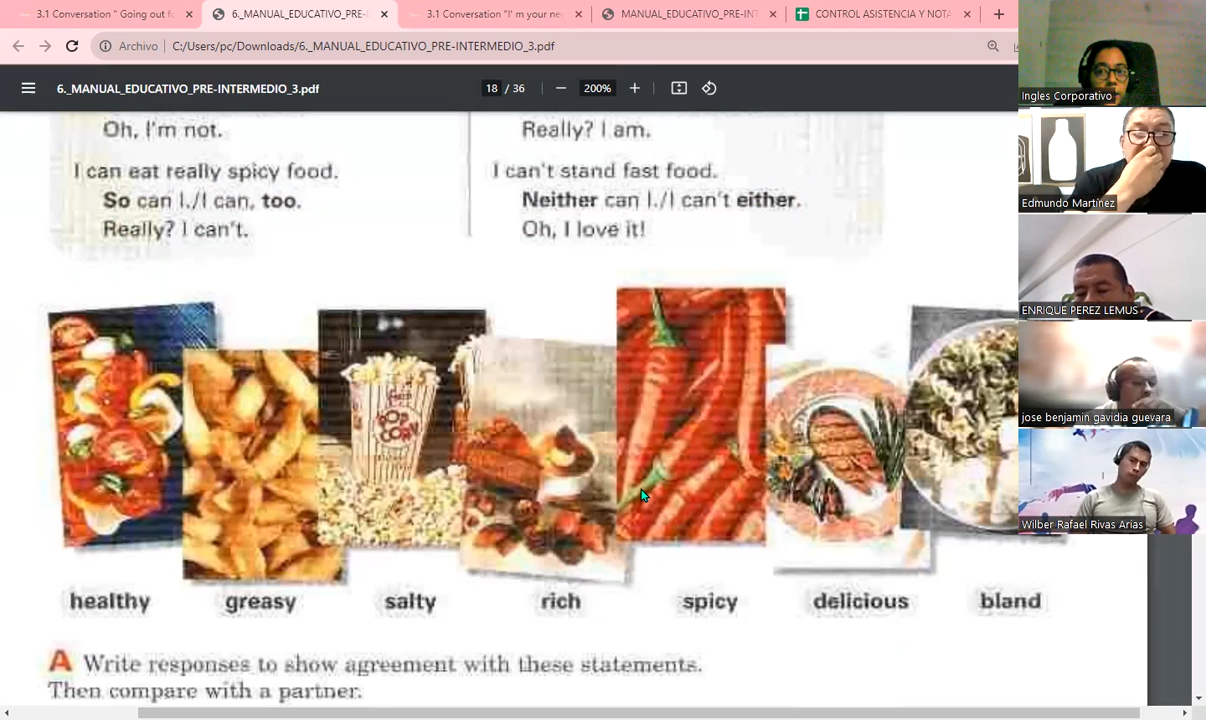 3.1 Conversation " Going out fo
6._MANUAL_EDUCATIVO_PRE-
3.1 Conversation "I' m your ne
MANUAL_EDUCATIVO_PRE-INT
CONTROL ASISTENCIA Y NOTA
Archivo
C:/Users/pc/Downloads/6._MANUAL_EDUCATIVO_PRE-INTERMEDIO_3.pdf
6._MANUAL_EDUCATIVO_PRE-INTERMEDIO_3.pdf
18 / 36
200%
Oh, I'm not.
Really? I am.
I can eat really spicy food.
I can't stand fast food.
So can I./I can, too.
Neither can I./I can't either.
Really? I can't.
Oh, I love it!
POP
CORN
healthy
greasy
salty
rich
spicy
delicious
bland
A Write responses to show agreement with these statements.
Then compare with a partner.
Ingles Corporativo
Edmundo Martínez
ENRIQUE PEREZ LEMUS
jose benjamin gavidia guevara
Wilber Rafael Rivas Arias